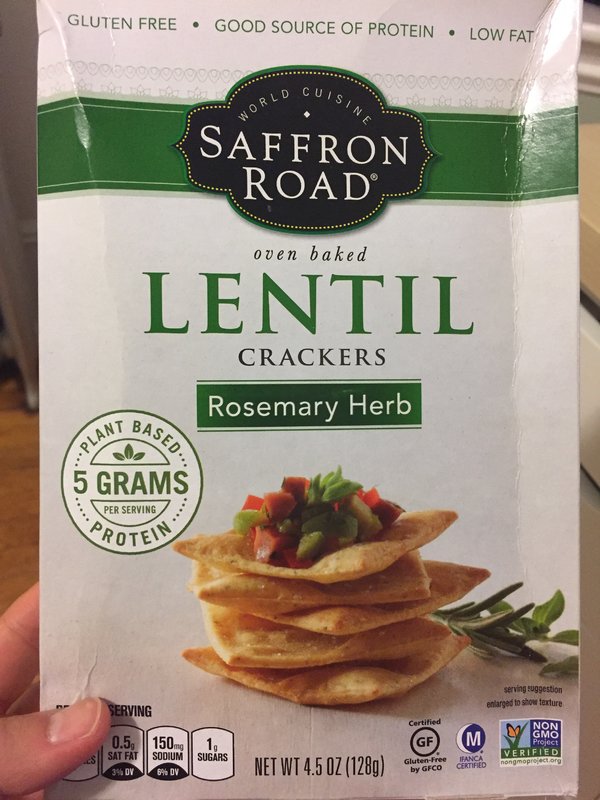 GLUTEN FREE • GOOD SOURCE OF PROTEIN • LOW FAT
WORLD CUISINE
SAFFRON
ROAD®
oven baked
LENTIL
CRACKERS
Rosemary Herb
PLANT BASED
5 GRAMS
PER SERVING
PROTEIN
serving suggestion
enlarged to show texture
SERVING
0.5g
SAT FAT
3% DV
150mg
SODIUM
6% DV
1g
SUGARS
NET WT 4.5 OZ (128g)
Certified
GF
Gluten-Free
by GFCO
M
IFANCA
CERTIFIED
NON
GMO
Project
VERIFIED
nongmoproject.org